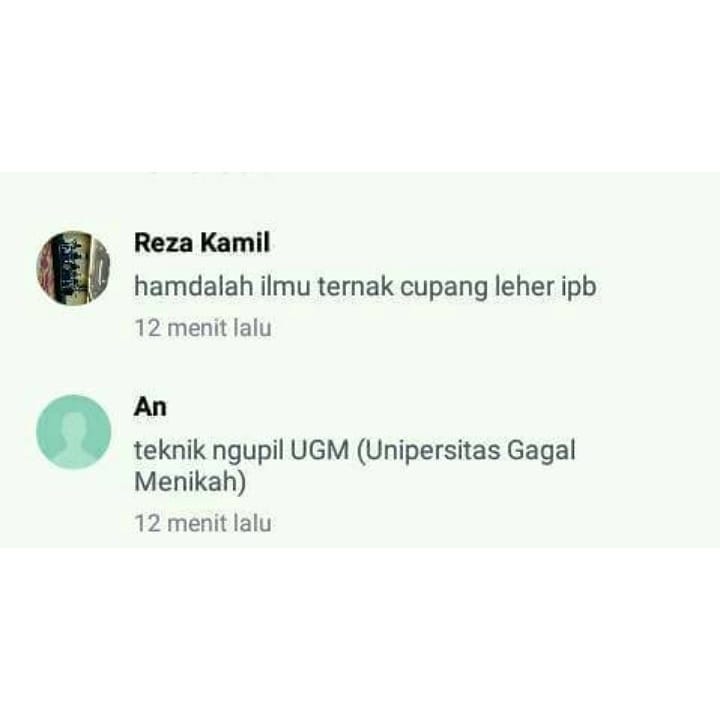 Reza Kamil
hamdalah ilmu ternak cupang leher ipb
12 menit lalu
An
teknik ngupil UGM (Unipersitas Gagal
Menikah)
12 menit lalu